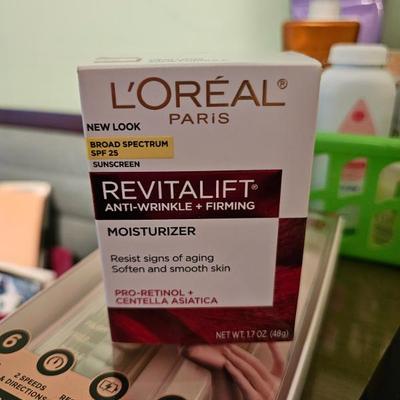 L'ORÉAL®
PARIS
NEW LOOK
BROAD SPECTRUM
SPF 25
SUNSCREEN
REVITALIFT®
ANTI-WRINKLE + FIRMING
MOISTURIZER
Resist signs of aging
Soften and smooth skin
PRO-RETINOL +
CENTELLA ASIATICA
NET WT. 1.7 OZ. (48g)
6
2 SPEEDS
& DIRECTIONS